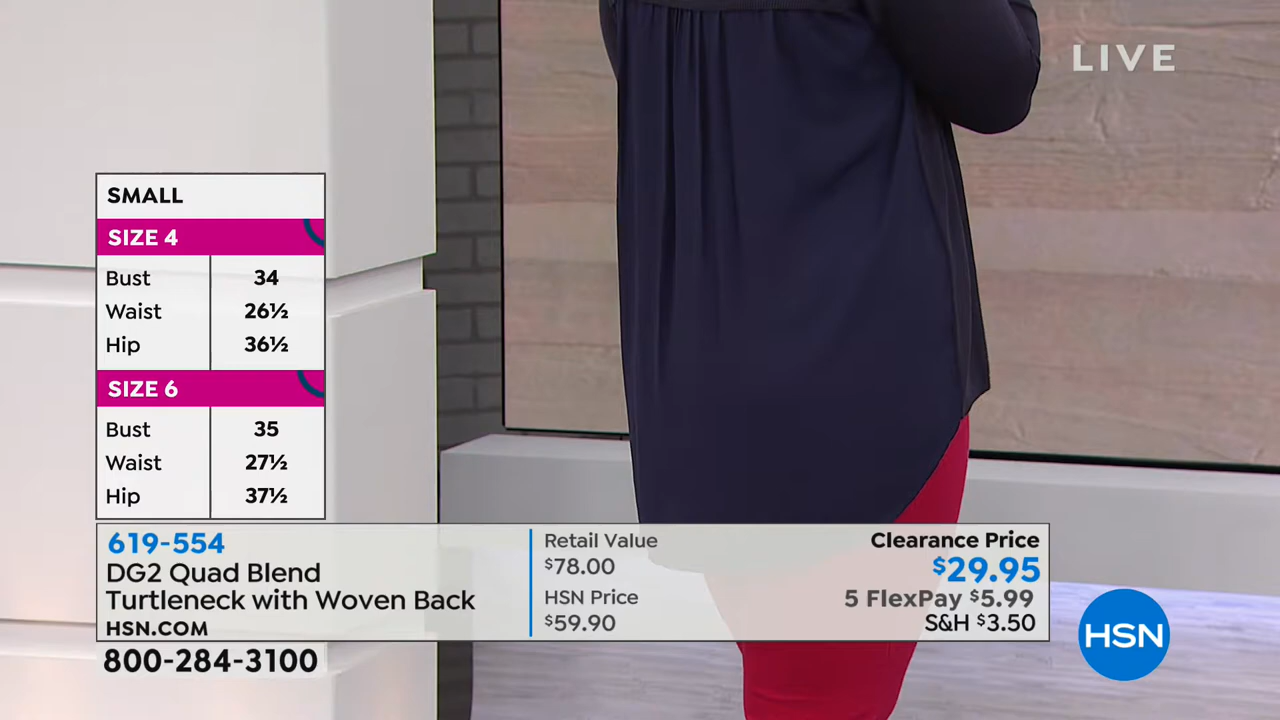 LIVE
SMALL
SIZE 4
Bust 34
Waist 26½
Hip 36½
SIZE 6
Bust 35
Waist 27½
Hip 37½
619-554
DG2 Quad Blend
Turtleneck with Woven Back
HSN.COM
Retail Value
$78.00
HSN Price
$59.90
Clearance Price
$29.95
5 FlexPay $5.99
S&H $3.50
HSN
800-284-3100